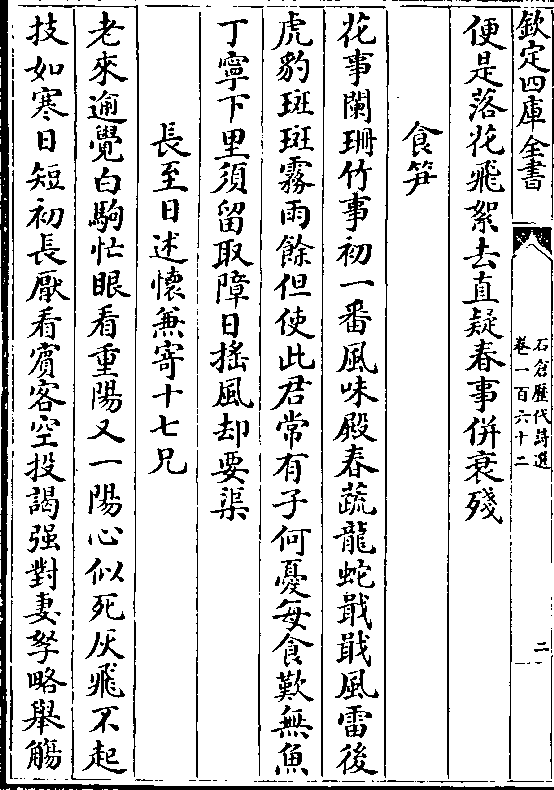 欽定四庫全書
石倉歷代詩選
卷一百六十二
二
便是落花飛絮去直疑春事併衰殘
食笋
花事闌珊竹事初一番風味殿春蔬龍蛇戢戢風雷後
虎豹斑斑霧雨餘但使此君常有子何憂每食歎無魚
丁寧下里須留取障日揺風却要渠
長至日述懷兼寄十七兄
老來逾覺白駒忙眼看重陽又一陽心似死灰飛不起
技如寒日短初長厭看賓客空投謁强對妻孥略舉觴